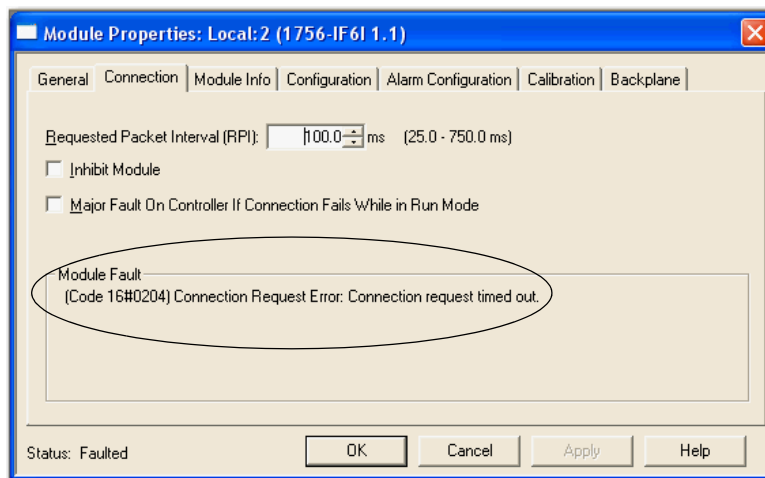 Module Properties: Local:2 (1756-IF6I 1.1)
General Connection Module Info Configuration Alarm Configuration Calibration Backplane
Requested Packet Interval (RPI): 100.0 ms (25.0 - 750.0 ms)
Inhibit Module
Major Fault On Controller If Connection Fails While in Run Mode
Module Fault
(Code 16#0204) Connection Request Error: Connection request timed out.
Status: Faulted OK Cancel Apply Help